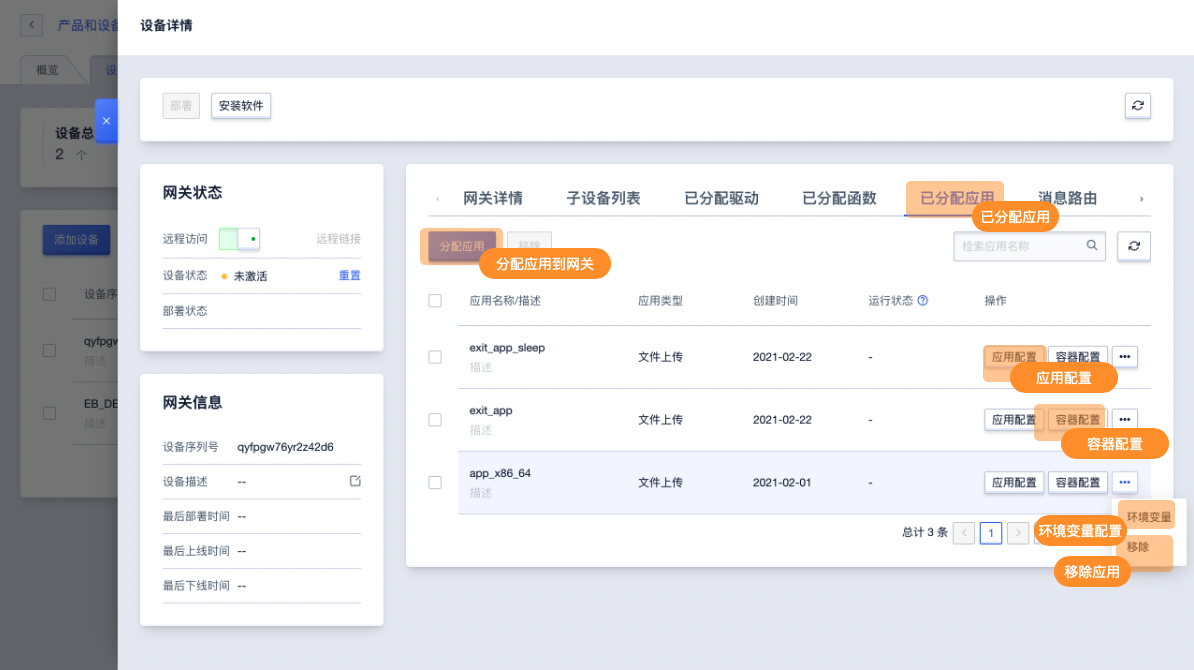 产品和设备
设备详情
概览
设
部署
安装软件
设备总
2 个
网关状态
网关详情
子设备列表
已分配驱动
已分配函数
已分配应用
消息路由
已分配应用
远程访问
远程链接
添加设备
分配应用
移除
检索应用名称
分配应用到网关
设备状态
未激活
重置
设备序
部署状态
应用名称/描述
应用类型
创建时间
运行状态
操作
qyfpgw
描述
exit_app_sleep
描述
文件上传
2021-02-22
-
应用配置
容器配置
•••
应用配置
网关信息
EB_DE
描述
exit_app
描述
文件上传
2021-02-22
-
应用配置
容器配置
•••
容器配置
设备序列号
qyfpgw76yr2z42d6
设备描述
--
app_x86_64
描述
文件上传
2021-02-01
-
应用配置
容器配置
•••
最后部署时间
--
环境变量
总计 3 条
1
环境变量配置
最后上线时间
--
移除
移除应用
最后下线时间
--